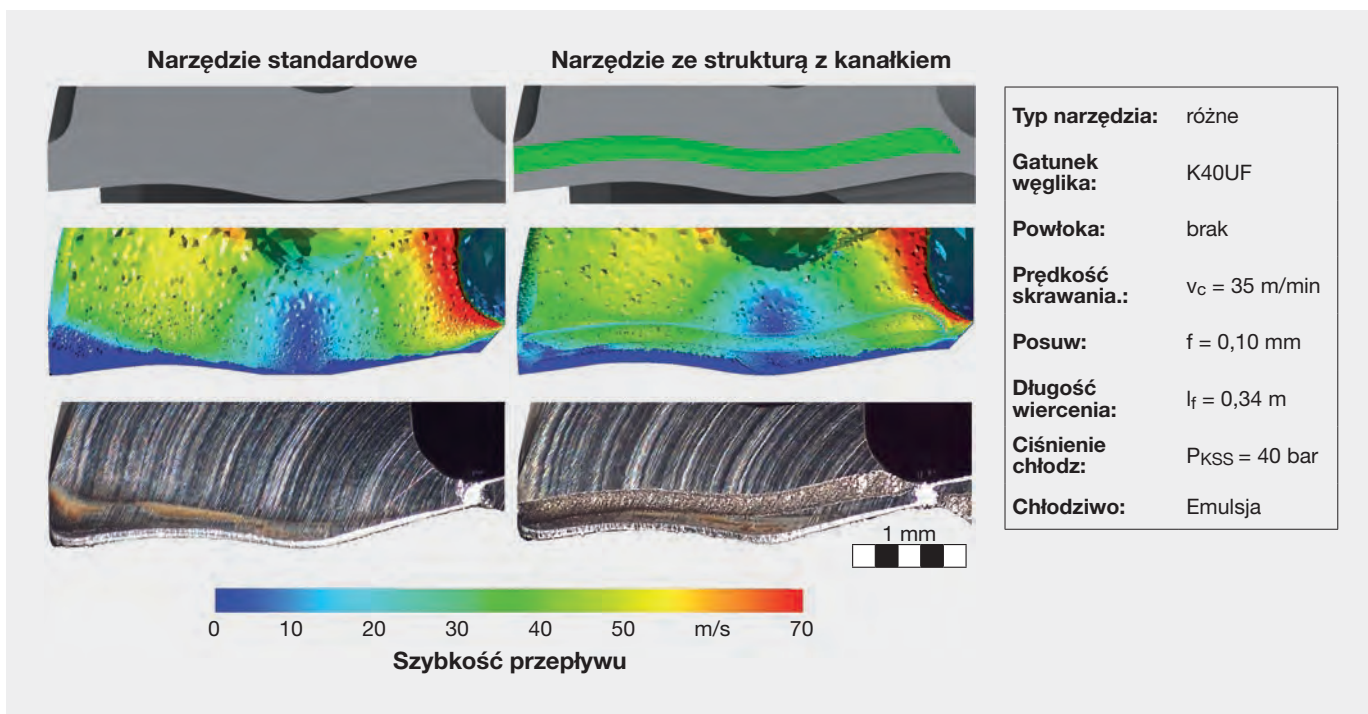 Narzędzie standardowe
Narzędzie ze strukturą z kanałkiem
Typ narzędzia: różne
Gatunek
węglika: K40UF
Powłoka: brak
Prędkość
skrawania.: vc = 35 m/min
Posuw: f = 0,10 mm
Długość
wiercenia: lf = 0,34 m
Ciśnienie
chłodz: PKSS = 40 bar
Chłodziwo: Emulsja
1 mm
0 10 20 30 40 50 m/s 70
Szybkość przepływu